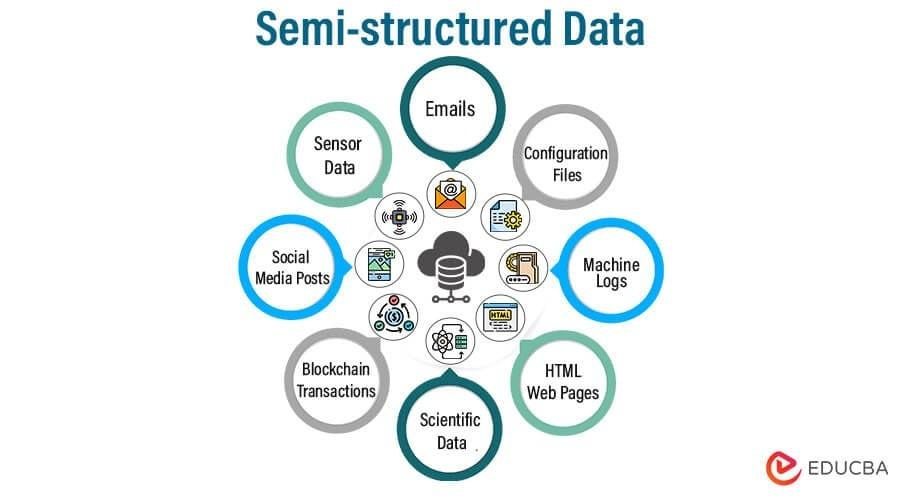 Semi-structured Data
Emails
Configuration
Files
Machine
Logs
HTML
Web Pages
Scientific
Data
Blockchain
Transactions
Social
Media Posts
Sensor
Data
@
HTML
$
EDUCBA